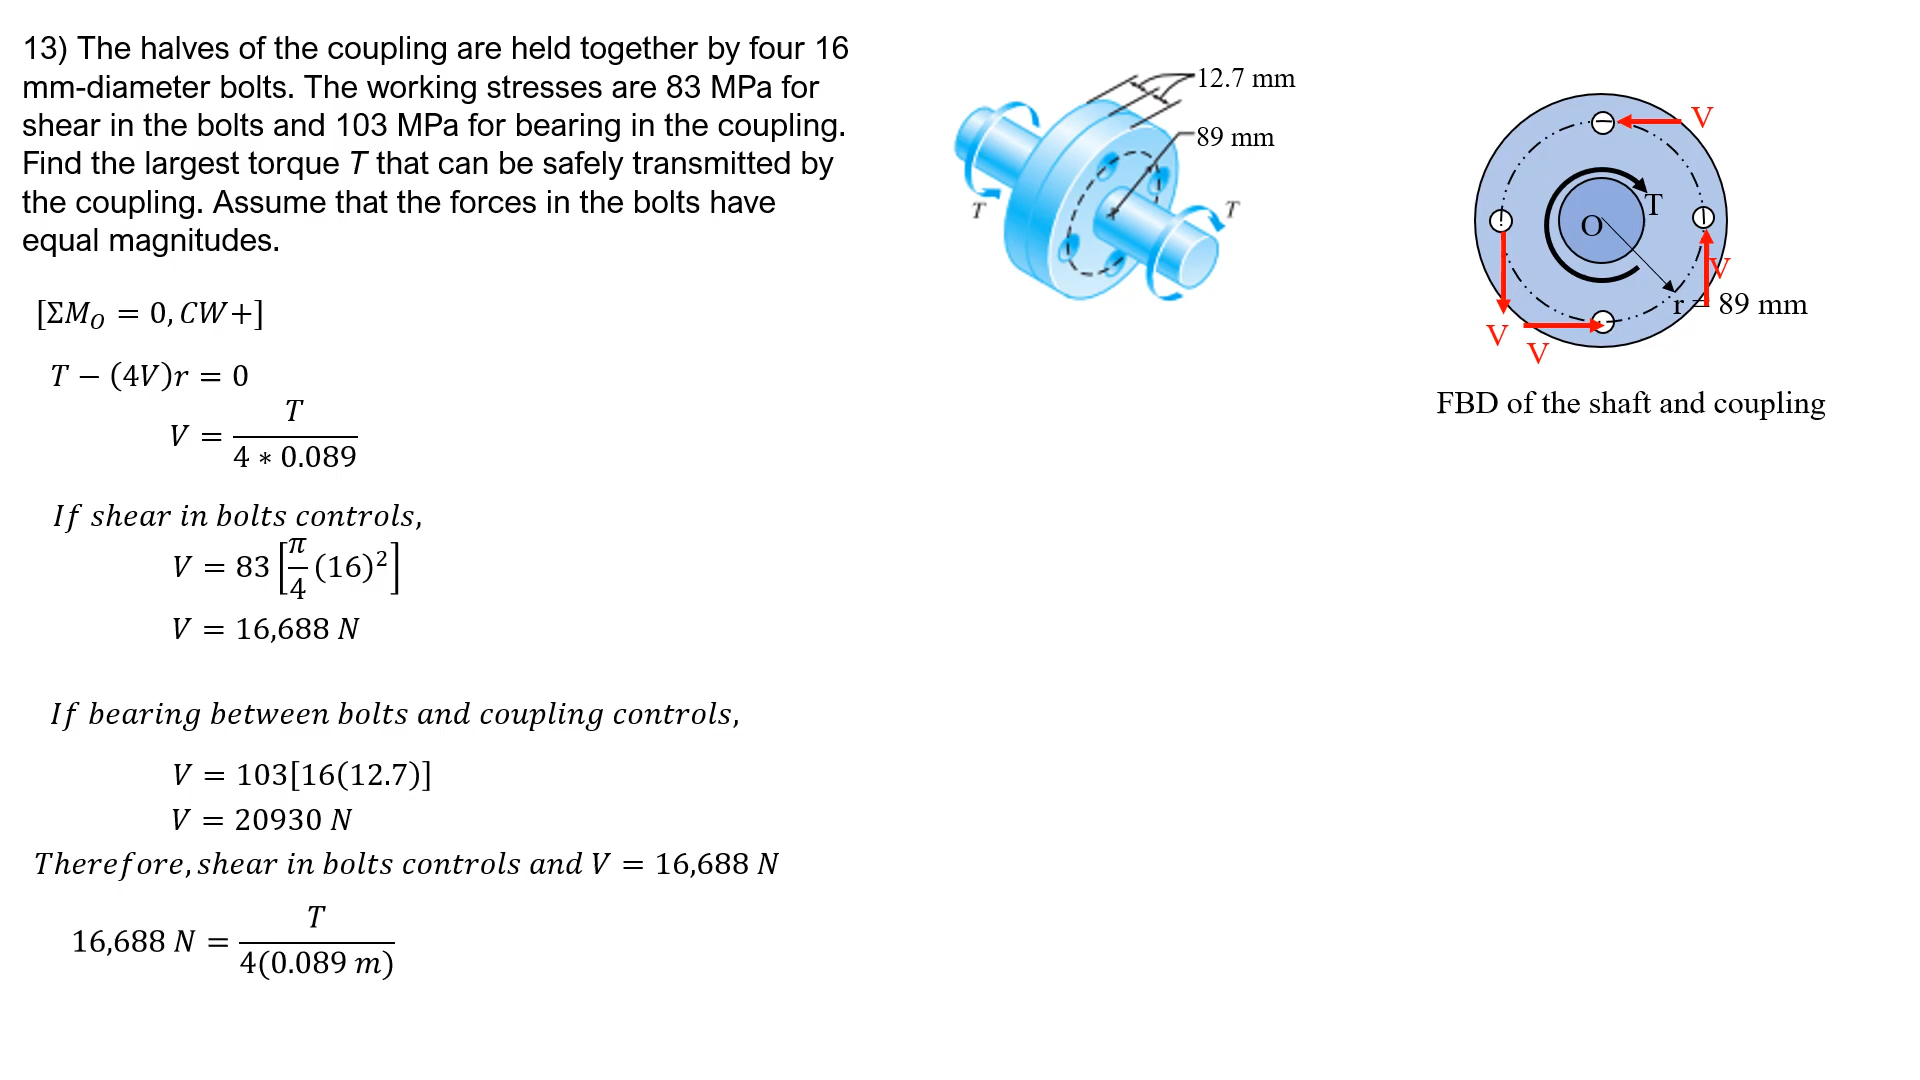 13) The halves of the coupling are held together by four 16
mm-diameter bolts. The working stresses are 83 MPa for
shear in the bolts and 103 MPa for bearing in the coupling.
Find the largest torque T that can be safely transmitted by
the coupling. Assume that the forces in the bolts have
equal magnitudes.
[ΣM_O = 0, CW+]
T − (4V)r = 0
V = T / (4 ∗ 0.089)
If shear in bolts controls,
V = 83 [π/4 (16)²]
V = 16,688 N
If bearing between bolts and coupling controls,
V = 103[16(12.7)]
V = 20930 N
Therefore, shear in bolts controls and V = 16,688 N
16,688 N = T / 4(0.089 m)
12.7 mm
89 mm
T
T
V
T
O
V
r = 89 mm
V
V
FBD of the shaft and coupling